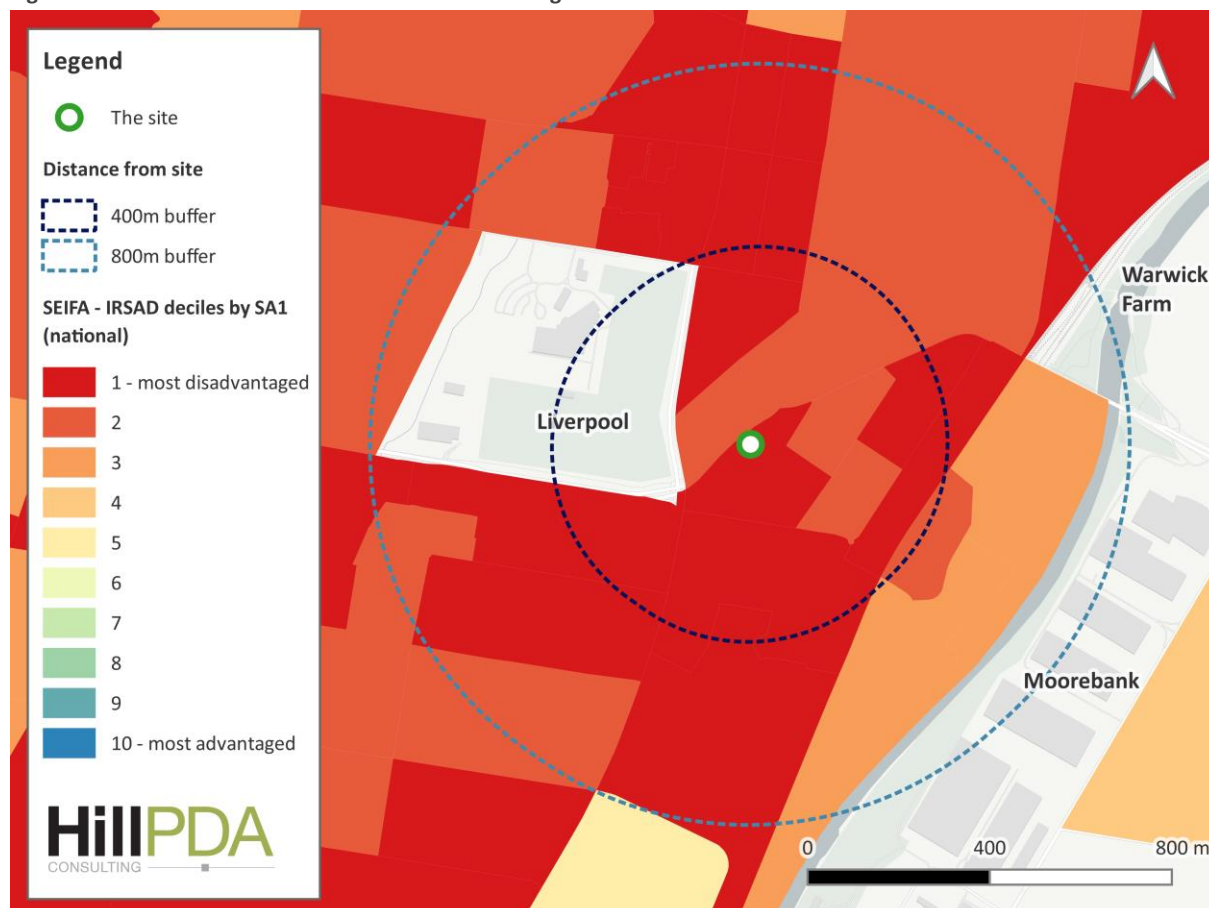 Legend
The site
Distance from site
400m buffer
800m buffer
SEIFA - IRSAD deciles by SA1
(national)
1 - most disadvantaged
2
3
4
5
6
7
8
9
10 - most advantaged
HillPDA
CONSULTING
Liverpool
Warwick
Farm
Moorebank
0 400 800 m